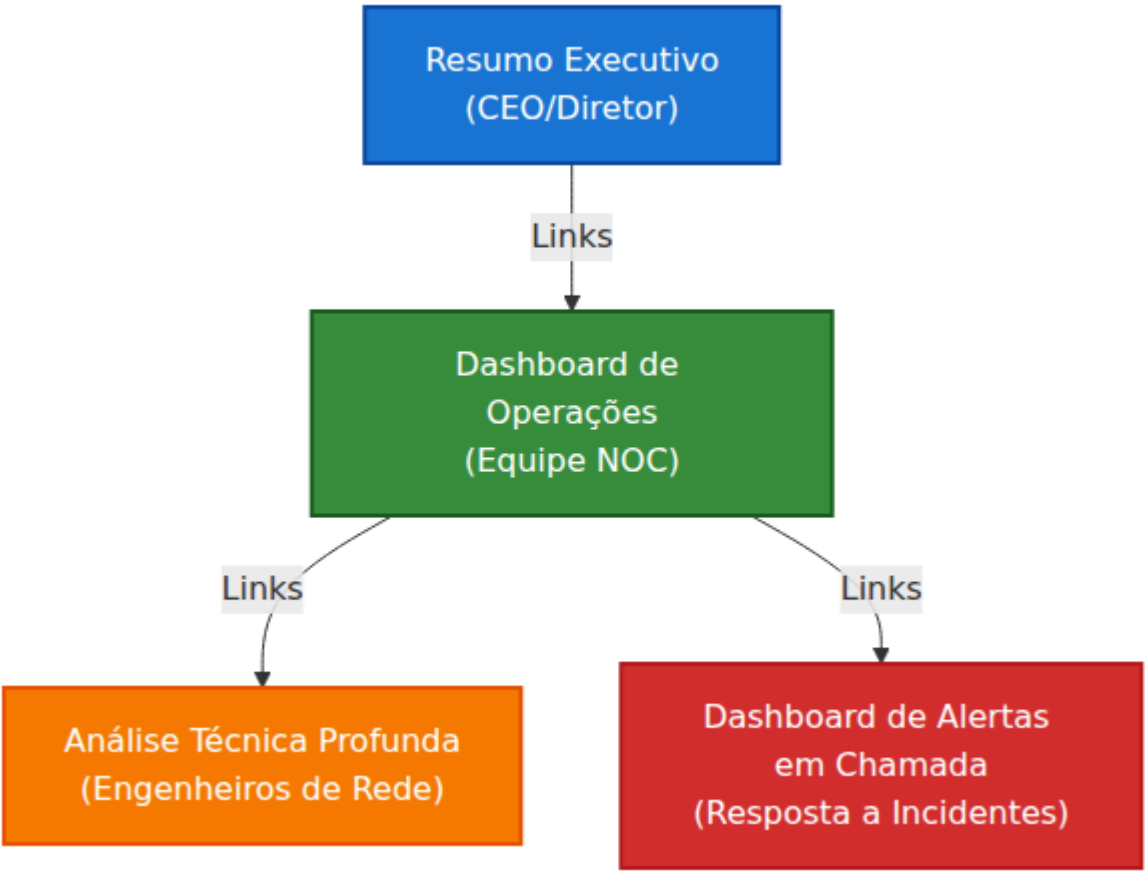 Resumo Executivo
(CEO/Diretor)
Links
Dashboard de
Operações
(Equipe NOC)
Links
Links
Análise Técnica Profunda
(Engenheiros de Rede)
Dashboard de Alertas
em Chamada
(Resposta a Incidentes)